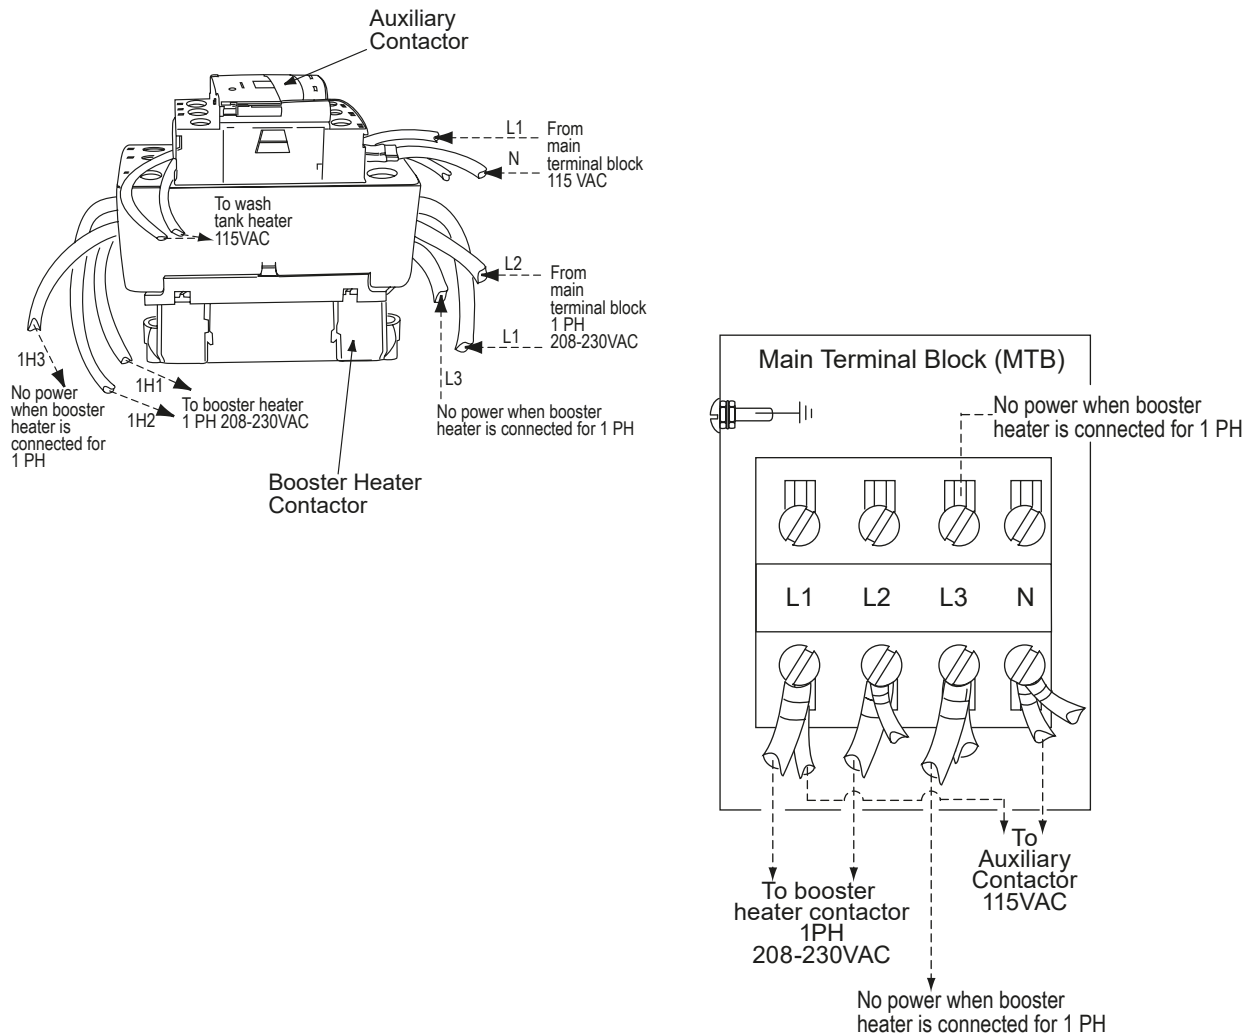 Auxiliary
Contactor
L1
From
main
terminal block
115 VAC
N
To wash
tank heater
115VAC
L2
From
main
terminal block
1 PH
208-230VAC
L1
L3
No power when booster
heater is connected for 1 PH
1H3
No power
when booster
heater is
connected for
1 PH
1H1
1H2
To booster heater
1 PH 208-230VAC
Booster Heater
Contactor
Main Terminal Block (MTB)
No power when booster
heater is connected for 1 PH
L1 L2 L3 N
To
Auxiliary
Contactor
115VAC
To booster
heater contactor
1PH
208-230VAC
No power when booster
heater is connected for 1 PH